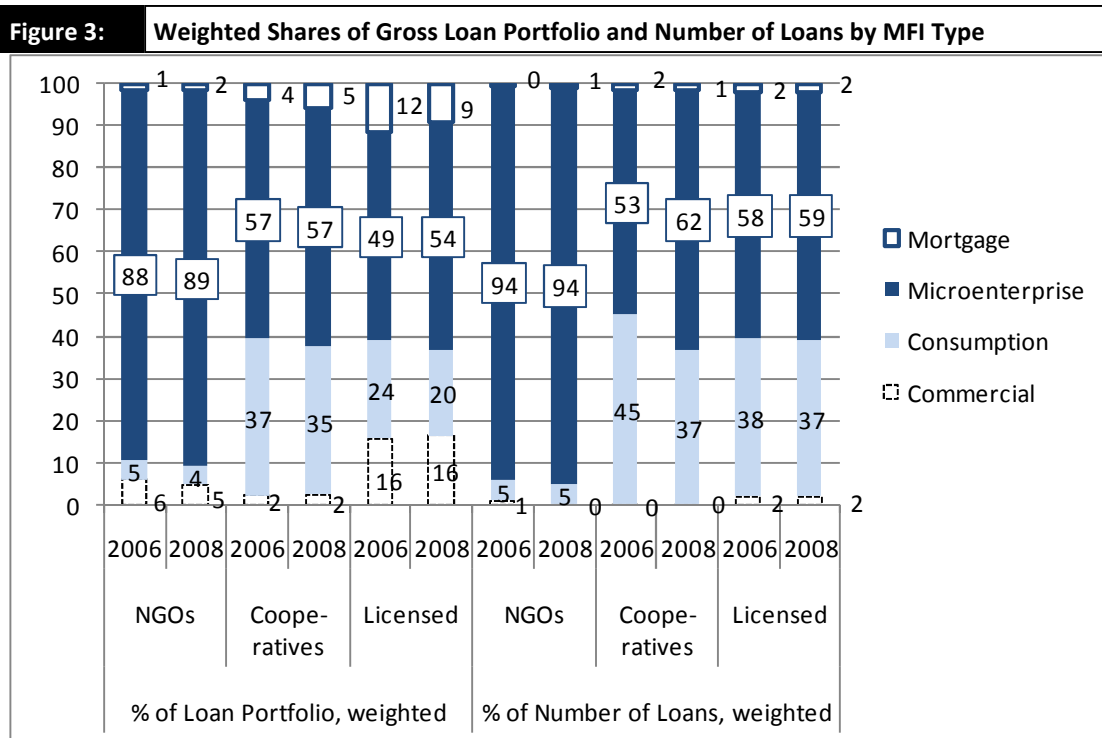 Figure 3: Weighted Shares of Gross Loan Portfolio and Number of Loans by MFI Type
100 1 2 4 5 12 9 0 1 2 1 2 2
90
80
70
60
50
40
30
20
10
0
88 89 57 57 49 54 94 94 53 62 58 59
5 4 37 35 24 20 5 5 45 37 38 37
6 5 2 2 16 16 1 0 0 0 2 2
Mortgage
Microenterprise
Consumption
Commercial
2006 2008 2006 2008 2006 2008 2006 2008 2006 2008 2006 2008
NGOs Coope- Licensed NGOs Coope- Licensed
ratives ratives
% of Loan Portfolio, weighted % of Number of Loans, weighted